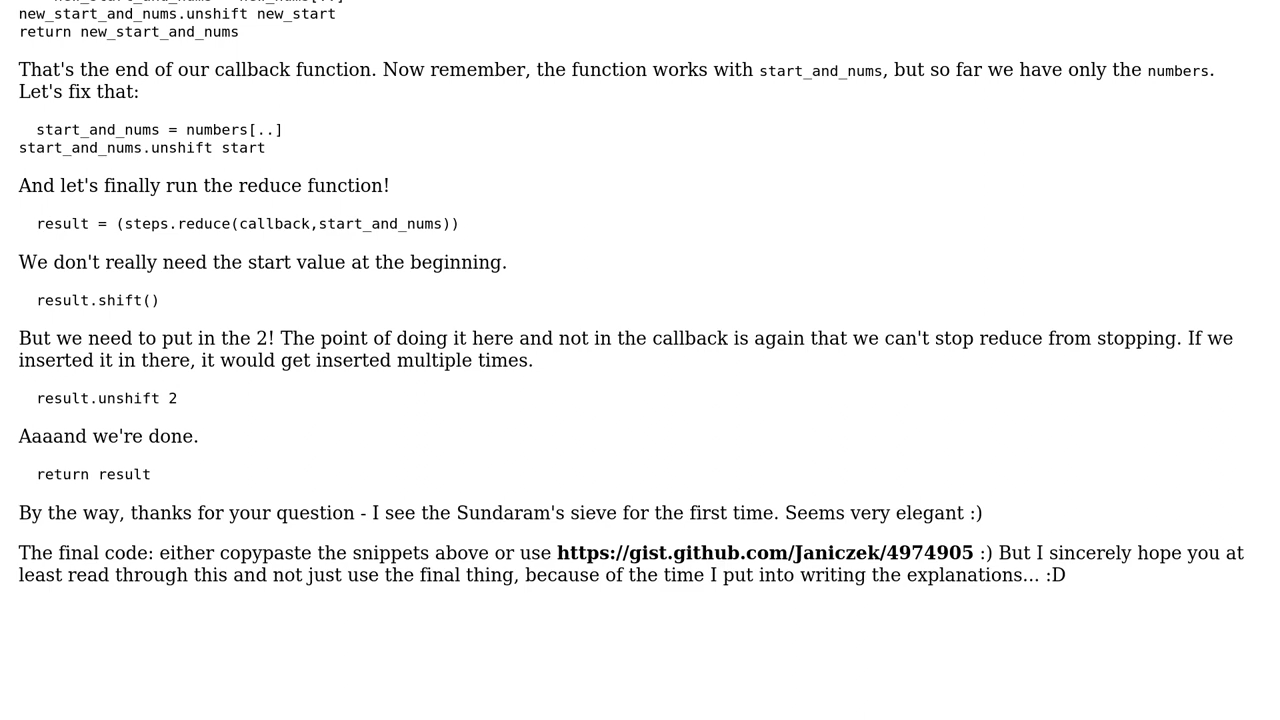 new_start_and_nums.unshift new_start
return new_start_and_nums
That's the end of our callback function. Now remember, the function works with start_and_nums, but so far we have only the numbers.
Let's fix that:
start_and_nums = numbers[..]
start_and_nums.unshift start
And let's finally run the reduce function!
result = (steps.reduce(callback,start_and_nums))
We don't really need the start value at the beginning.
result.shift()
But we need to put in the 2! The point of doing it here and not in the callback is again that we can't stop reduce from stopping. If we
inserted it in there, it would get inserted multiple times.
result.unshift 2
Aaaand we're done.
return result
By the way, thanks for your question - I see the Sundaram's sieve for the first time. Seems very elegant :)
The final code: either copypaste the snippets above or use https://gist.github.com/Janiczek/4974905 :) But I sincerely hope you at
least read through this and not just use the final thing, because of the time I put into writing the explanations... :D